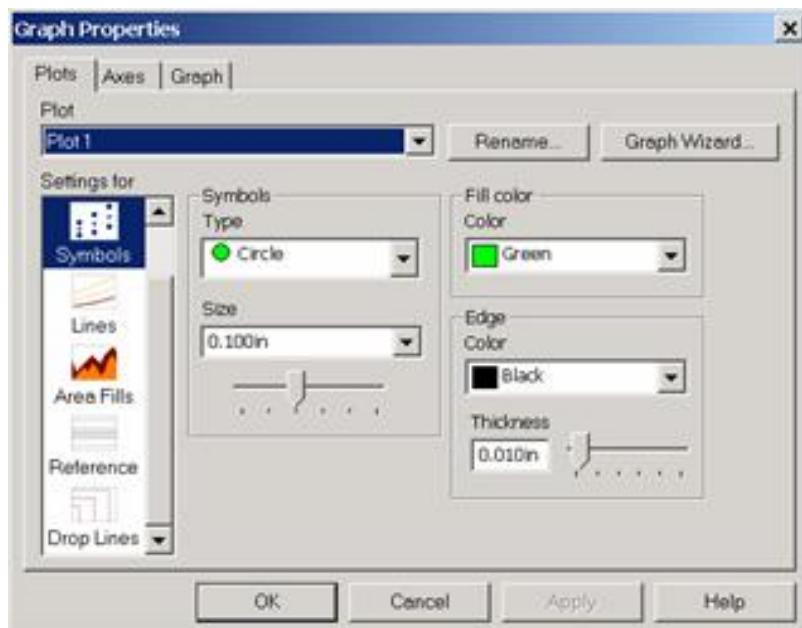 Graph Properties
Plots
Axes
Graph
Plot
Plot 1
Rename...
Graph Wizard...
Settings for
Symbols
Lines
Area Fills
Reference
Drop Lines
Symbols
Type
Circle
Size
0.100in
Fill color
Color
Green
Edge
Color
Black
Thickness
0.010in
OK
Cancel
Apply
Help